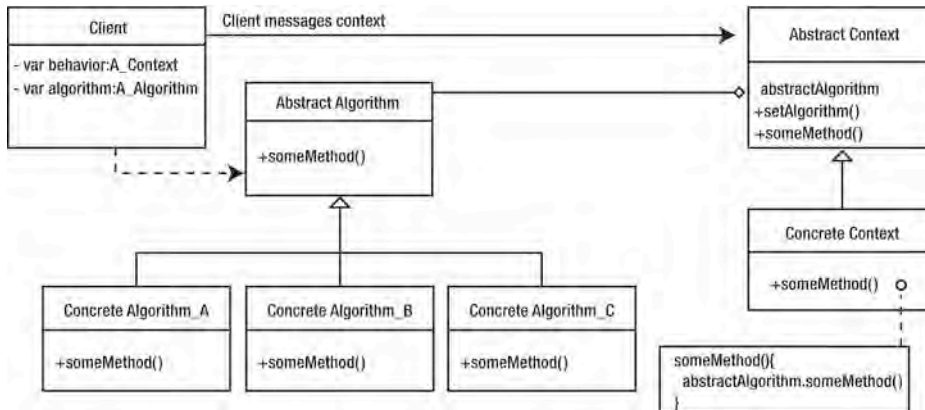 Client
- var behavior:A_Context
- var algorithm:A_Algorithm
Client messages context
Abstract Context
abstractAlgorithm
+setAlgorithm()
+someMethod()
Abstract Algorithm
+someMethod()
Concrete Context
+someMethod()
Concrete Algorithm_A
+someMethod()
Concrete Algorithm_B
+someMethod()
Concrete Algorithm_C
+someMethod()
someMethod(){
abstractAlgorithm.someMethod()
}